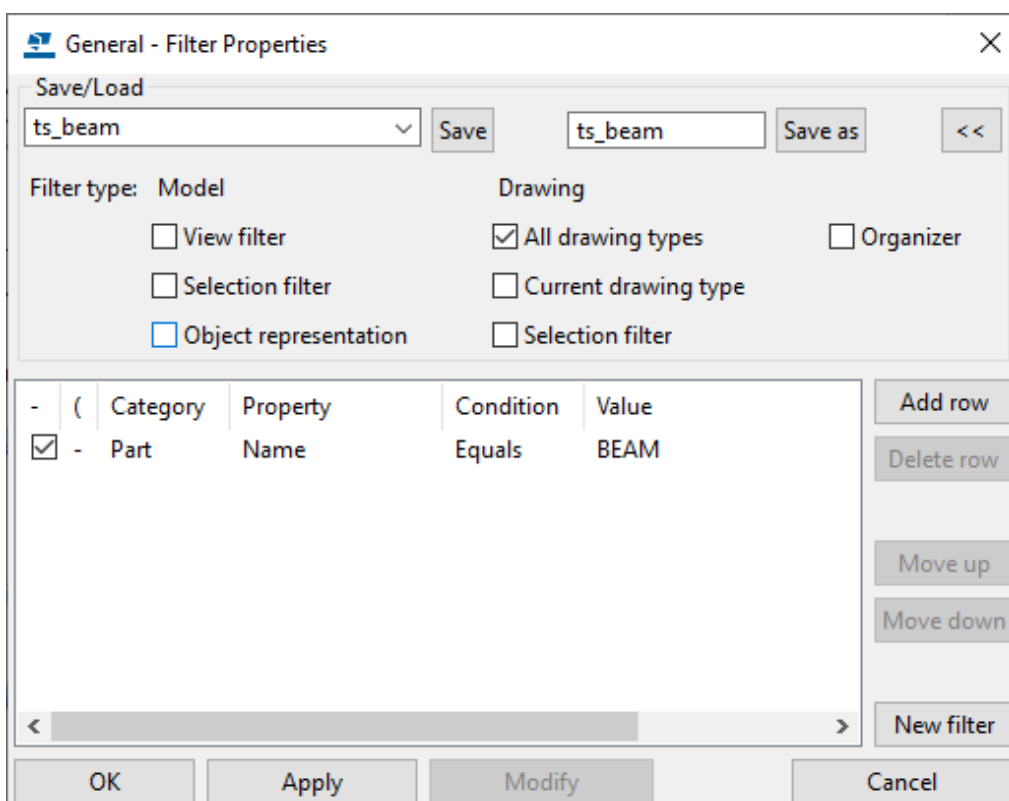 General - Filter Properties
Save/Load
ts_beam Save ts_beam Save as <<
Filter type: Model Drawing
View filter All drawing types Organizer
Selection filter Current drawing type
Object representation Selection filter
- ( Category Property Condition Value Add row
- Part Name Equals BEAM
Delete row
Move up
Move down
New filter
OK Apply Modify Cancel